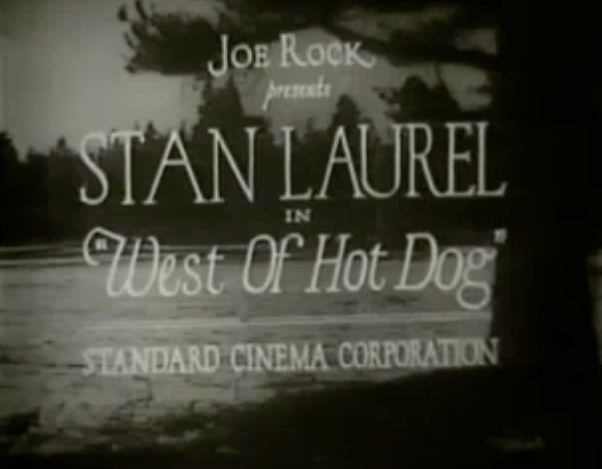 JOE ROCK
presents
STAN LAUREL
IN
"West Of Hot Dog"
STANDARD CINEMA CORPORATION